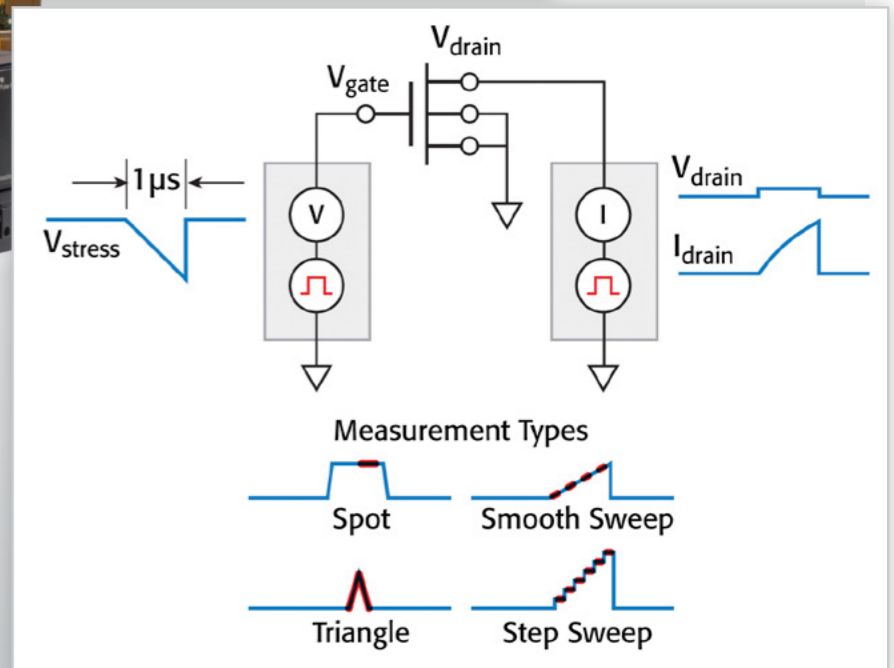 Vdrain
Vgate
1μs
Vstress
V
I
Vdrain
Idrain
Measurement Types
Spot
Smooth Sweep
Triangle
Step Sweep